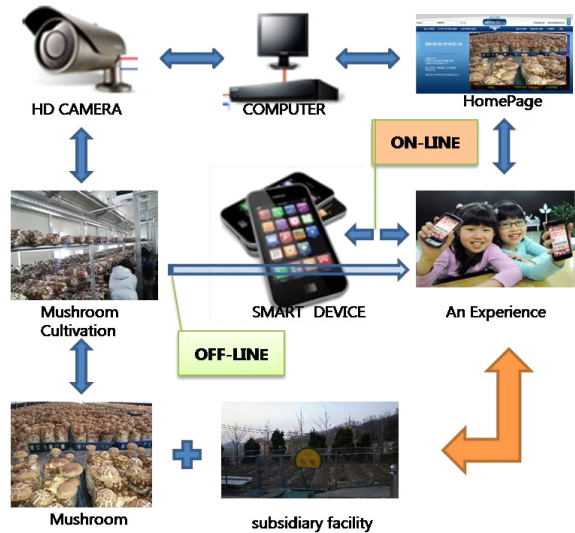 HD CAMERA
COMPUTER
HomePage
ON-LINE
Mushroom
Cultivation
SMART DEVICE
An Experience
OFF-LINE
Mushroom
subsidiary facility